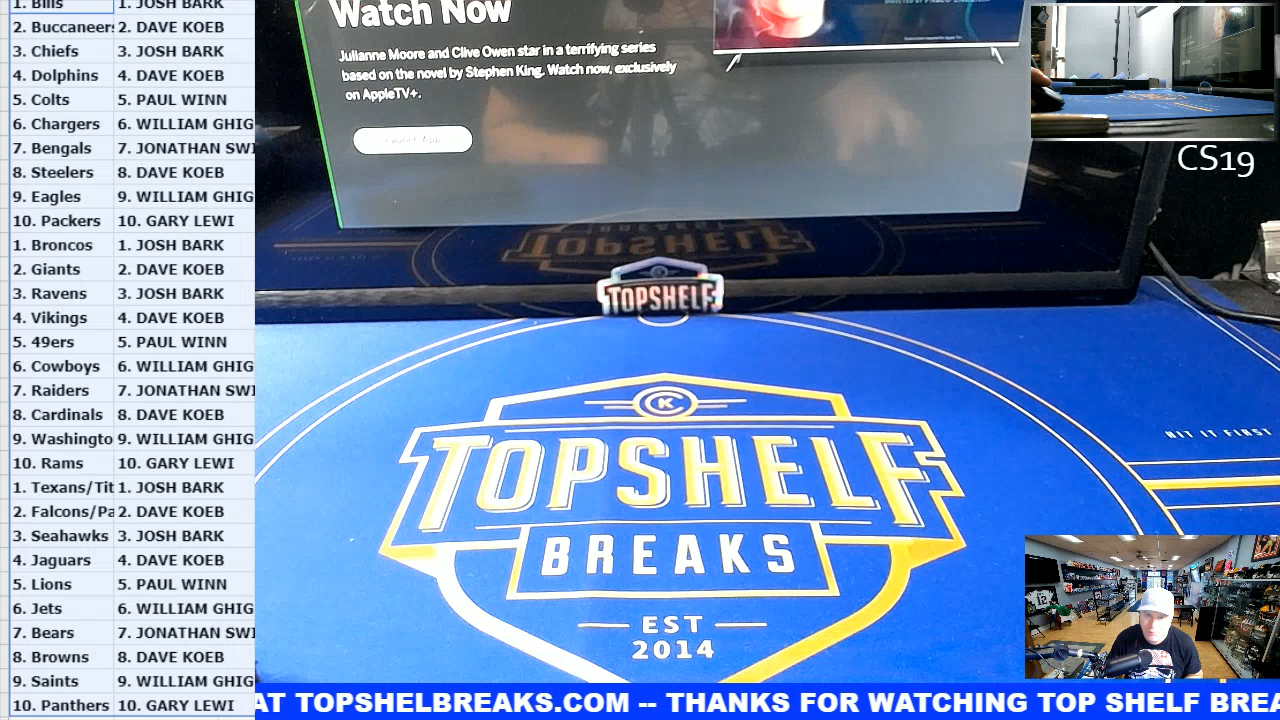 1. Bills 1. JOSH BARK
2. Buccaneers 2. DAVE KOEB
3. Chiefs 3. JOSH BARK
4. Dolphins 4. DAVE KOEB
5. Colts 5. PAUL WINN
6. Chargers 6. WILLIAM GHIG
7. Bengals 7. JONATHAN SWI
8. Steelers 8. DAVE KOEB
9. Eagles 9. WILLIAM GHIG
10. Packers 10. GARY LEWI
1. Broncos 1. JOSH BARK
2. Giants 2. DAVE KOEB
3. Ravens 3. JOSH BARK
4. Vikings 4. DAVE KOEB
5. 49ers 5. PAUL WINN
6. Cowboys 6. WILLIAM GHIG
7. Raiders 7. JONATHAN SWI
8. Cardinals 8. DAVE KOEB
9. Washingto 9. WILLIAM GHIG
10. Rams 10. GARY LEWI
1. Texans/Tit 1. JOSH BARK
2. Falcons/Pa 2. DAVE KOEB
3. Seahawks 3. JOSH BARK
4. Jaguars 4. DAVE KOEB
5. Lions 5. PAUL WINN
6. Jets 6. WILLIAM GHIG
7. Bears 7. JONATHAN SWI
8. Browns 8. DAVE KOEB
9. Saints 9. WILLIAM GHIG
10. Panthers 10. GARY LEWI
Watch Now
Julianne Moore and Clive Owen star in a terrifying series
based on the novel by Stephen King. Watch now, exclusively
on AppleTV+.
CS19
TOPSHELF
HIT IT FIRST
CK
TOPSHELF
BREAKS
EST
2014
AT TOPSHELBREAKS.COM -- THANKS FOR WATCHING TOP SHELF BREA